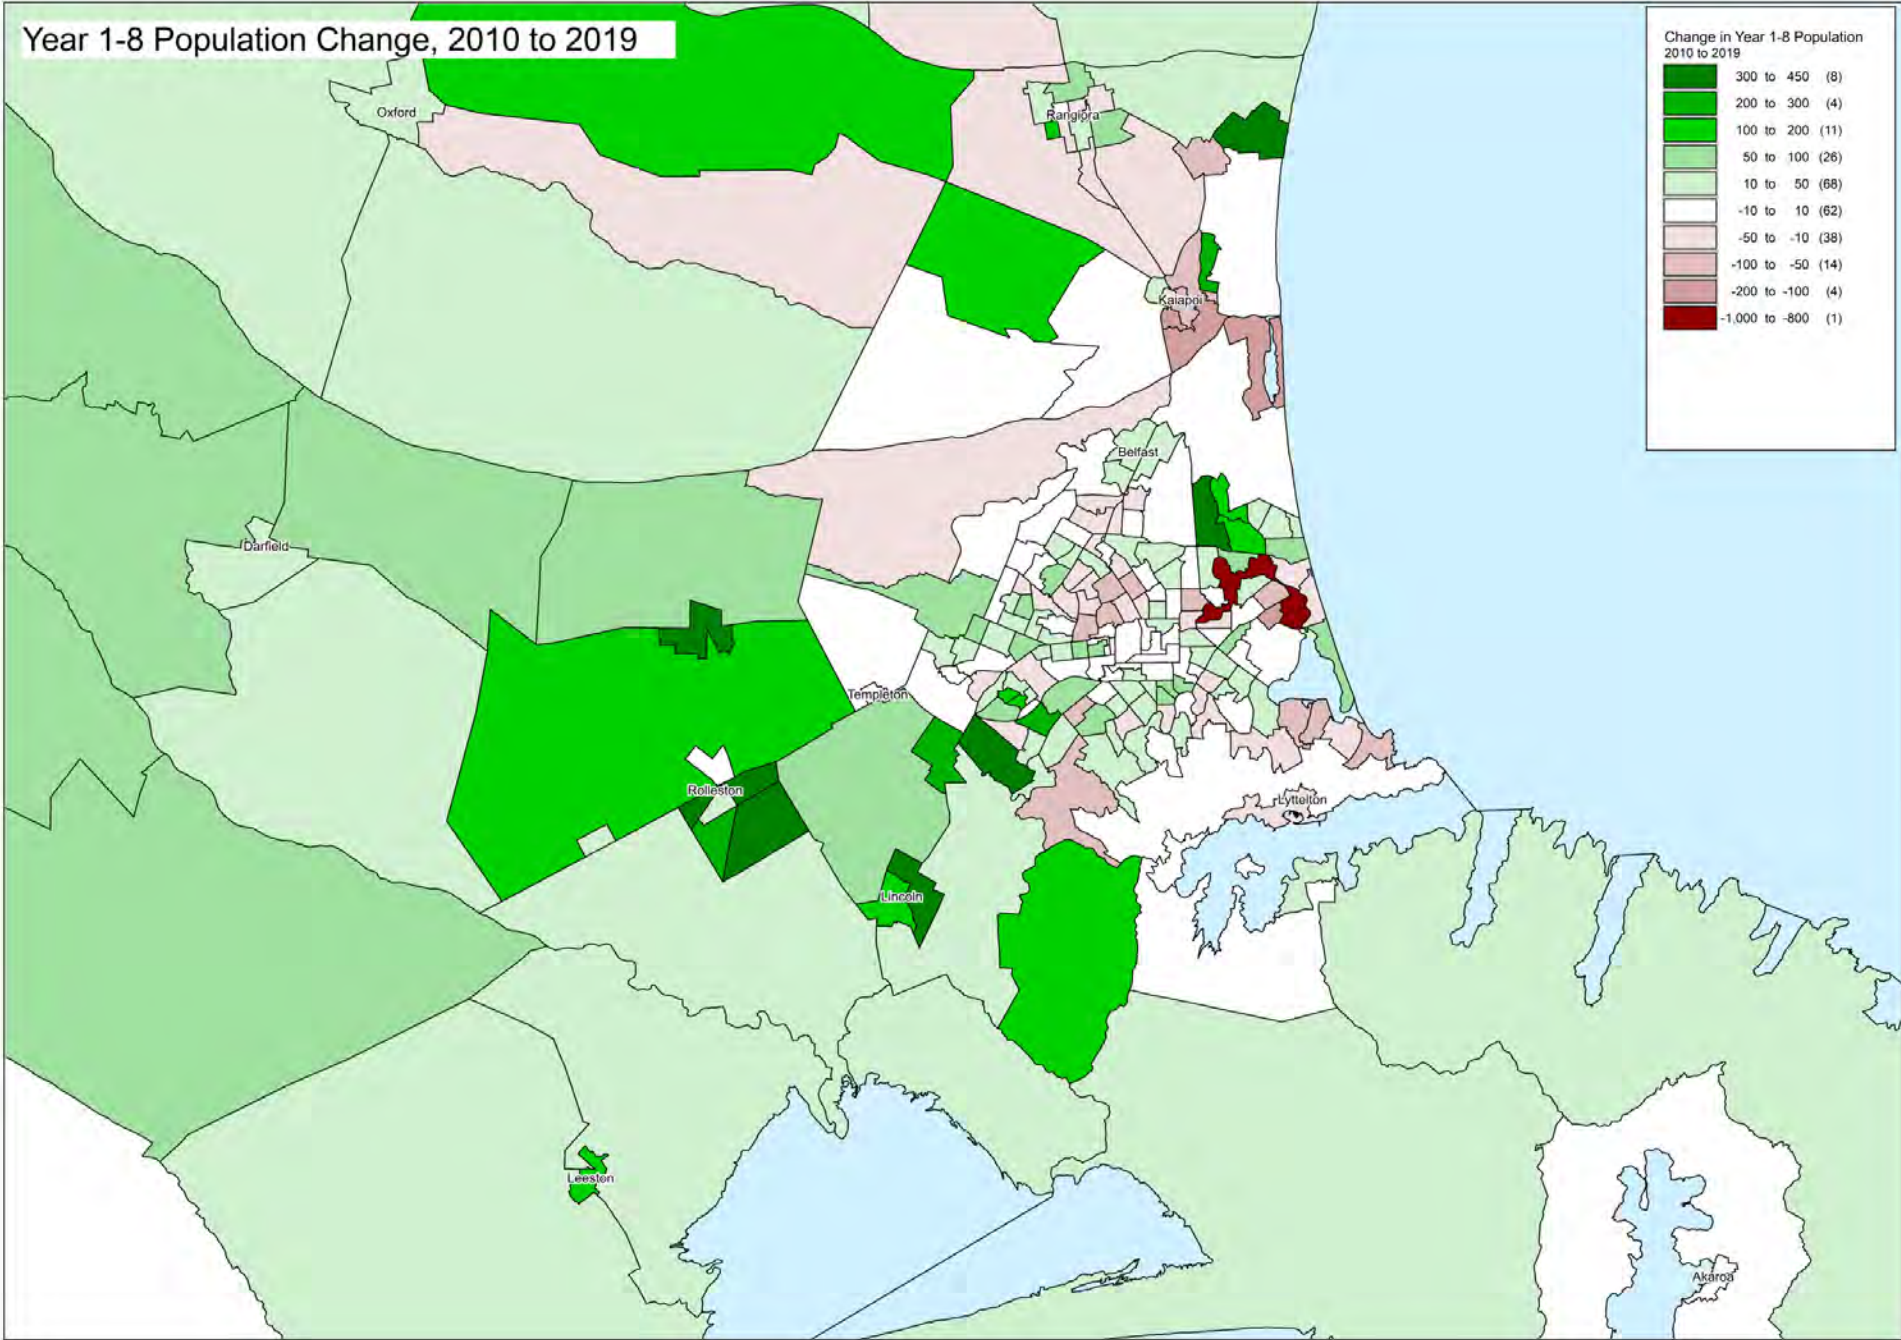 Year 1-8 Population Change, 2010 to 2019
Change in Year 1-8 Population
2010 to 2019
300 to 450 (8)
200 to 300 (4)
100 to 200 (11)
50 to 100 (26)
10 to 50 (68)
-10 to 10 (62)
-50 to -10 (38)
-100 to -50 (14)
-200 to -100 (4)
-1,000 to -800 (1)
Oxford
Rangiora
Kaiapoi
Belfast
Darfield
Templeton
Rolleston
Lyttelton
Lincoln
Leeston
Akaroa